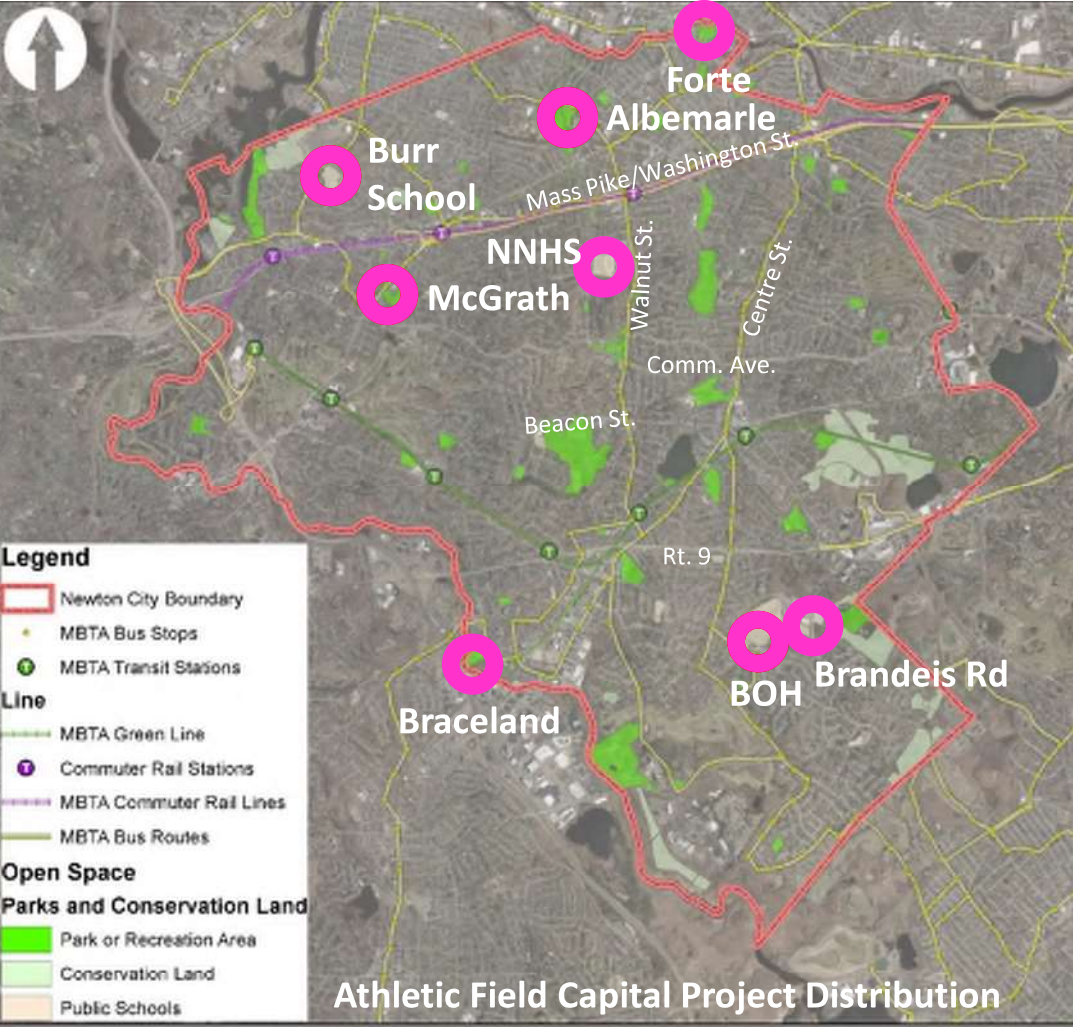 Forte
Albemarle
Burr
School
Mass Pike/Washington St.
NNHS
McGrath
Walnut St.
Centre St.
Comm. Ave.
Beacon St.
Rt. 9
BOH
Brandeis Rd
Braceland
Legend
Newton City Boundary
MBTA Bus Stops
T MBTA Transit Stations
Line
MBTA Green Line
T Commuter Rail Stations
MBTA Commuter Rail Lines
MBTA Bus Routes
Open Space
Parks and Conservation Land
Park or Recreation Area
Conservation Land
Public Schools
Athletic Field Capital Project Distribution